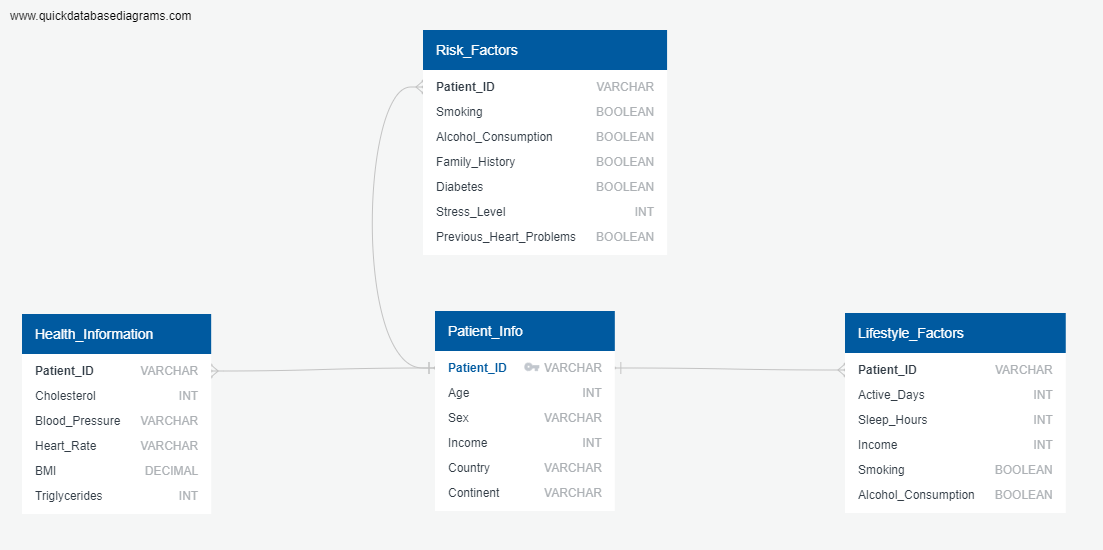 www.quickdatabasediagrams.com
Risk_Factors
Patient_ID VARCHAR
Smoking BOOLEAN
Alcohol_Consumption BOOLEAN
Family_History BOOLEAN
Diabetes BOOLEAN
Stress_Level INT
Previous_Heart_Problems BOOLEAN
Health_Information
Patient_ID VARCHAR
Cholesterol INT
Blood_Pressure VARCHAR
Heart_Rate VARCHAR
BMI DECIMAL
Triglycerides INT
Patient_Info
Patient_ID VARCHAR
Age INT
Sex VARCHAR
Income INT
Country VARCHAR
Continent VARCHAR
Lifestyle_Factors
Patient_ID VARCHAR
Active_Days INT
Sleep_Hours INT
Income INT
Smoking BOOLEAN
Alcohol_Consumption BOOLEAN